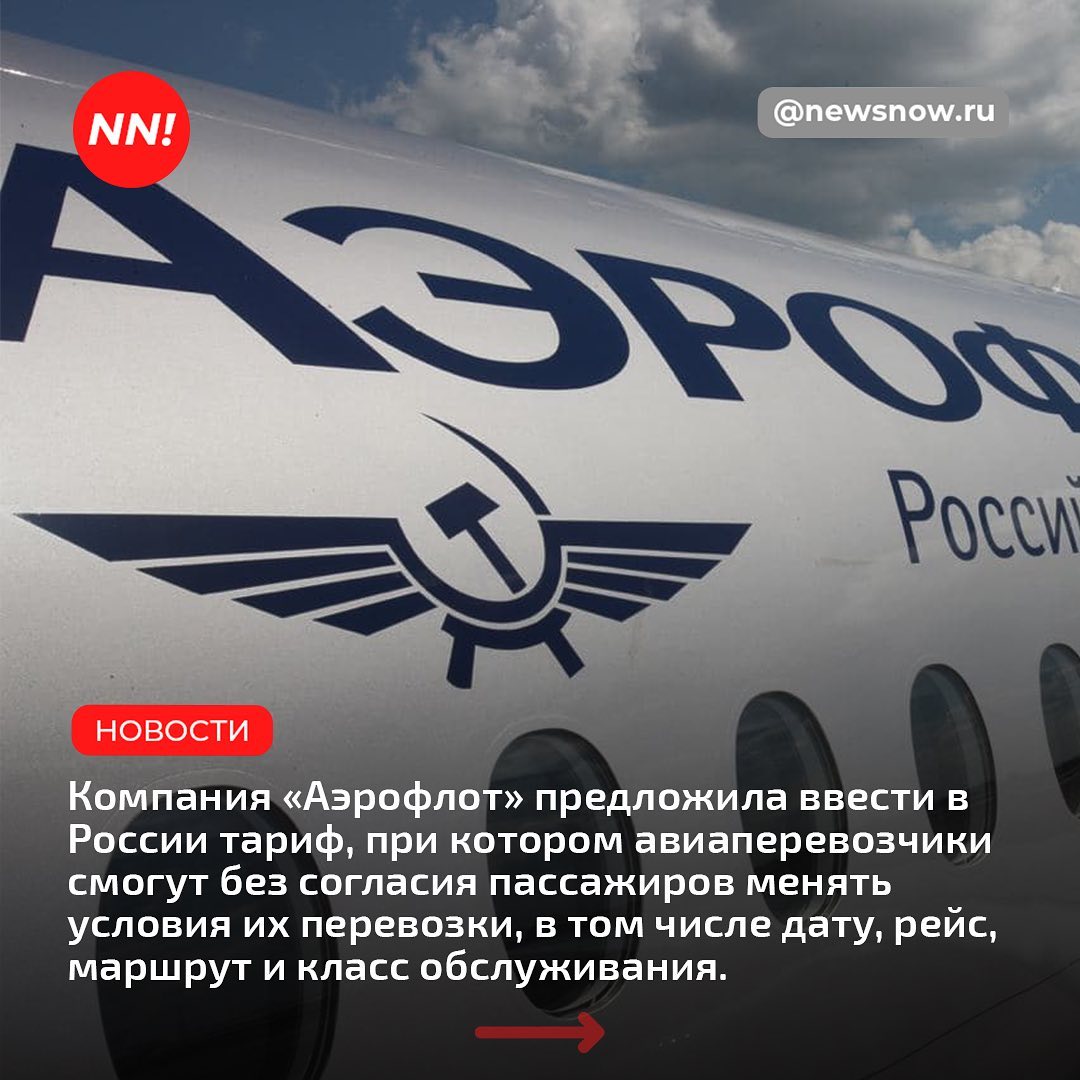 NN!
@newsnow.ru
АЭРОФ
Россий
НОВОСТИ
Компания «Аэрофлот» предложила ввести в
России тариф, при котором авиаперевозчики
смогут без согласия пассажиров менять
условия их перевозки, в том числе дату, рейс,
маршрут и класс обслуживания.